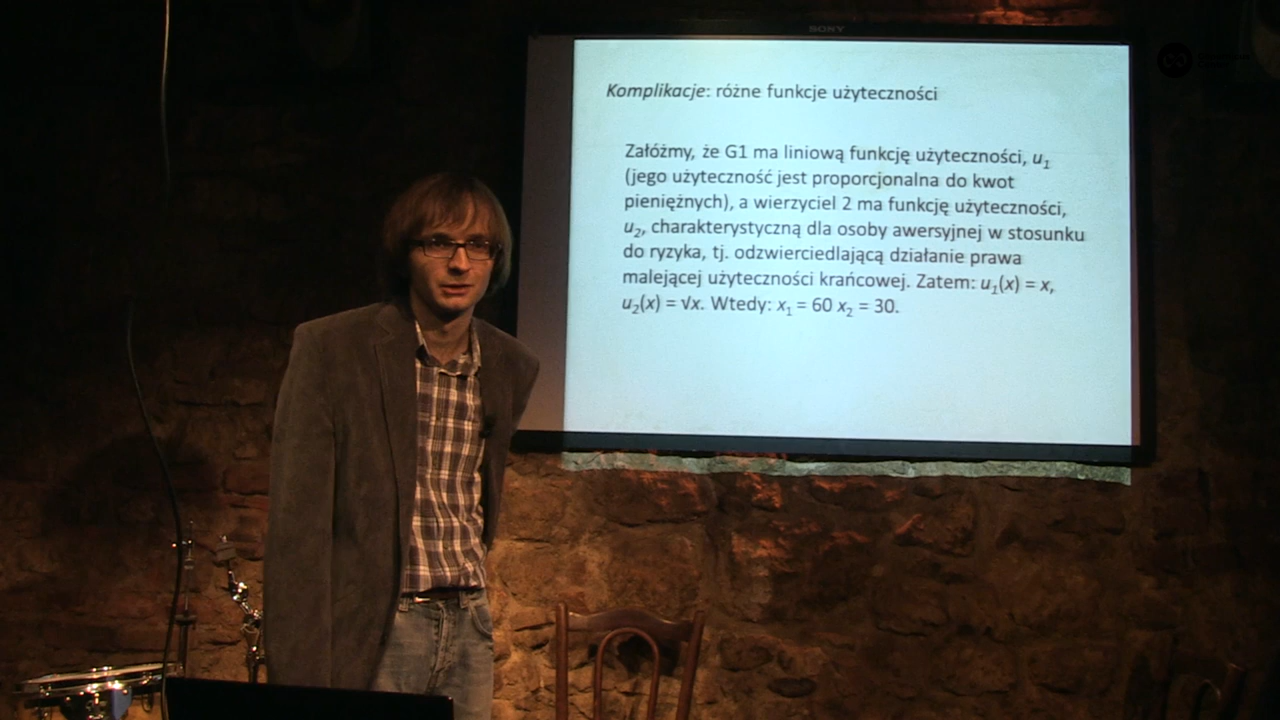 SONY
Komplikacje: różne funkcje użyteczności
Załóżmy, że G1 ma liniową funkcję użyteczności, u₁
(jego użyteczność jest proporcjonalna do kwot
pieniężnych), a wierzyciel 2 ma funkcję użyteczności,
u₂, charakterystyczną dla osoby awersyjnej w stosunku
do ryzyka, tj. odzwierciedlającą działanie prawa
malejącej użyteczności krańcowej. Zatem: u₁(x) = x,
u₂(x) = √x. Wtedy: x₁ = 60 x₂ = 30.